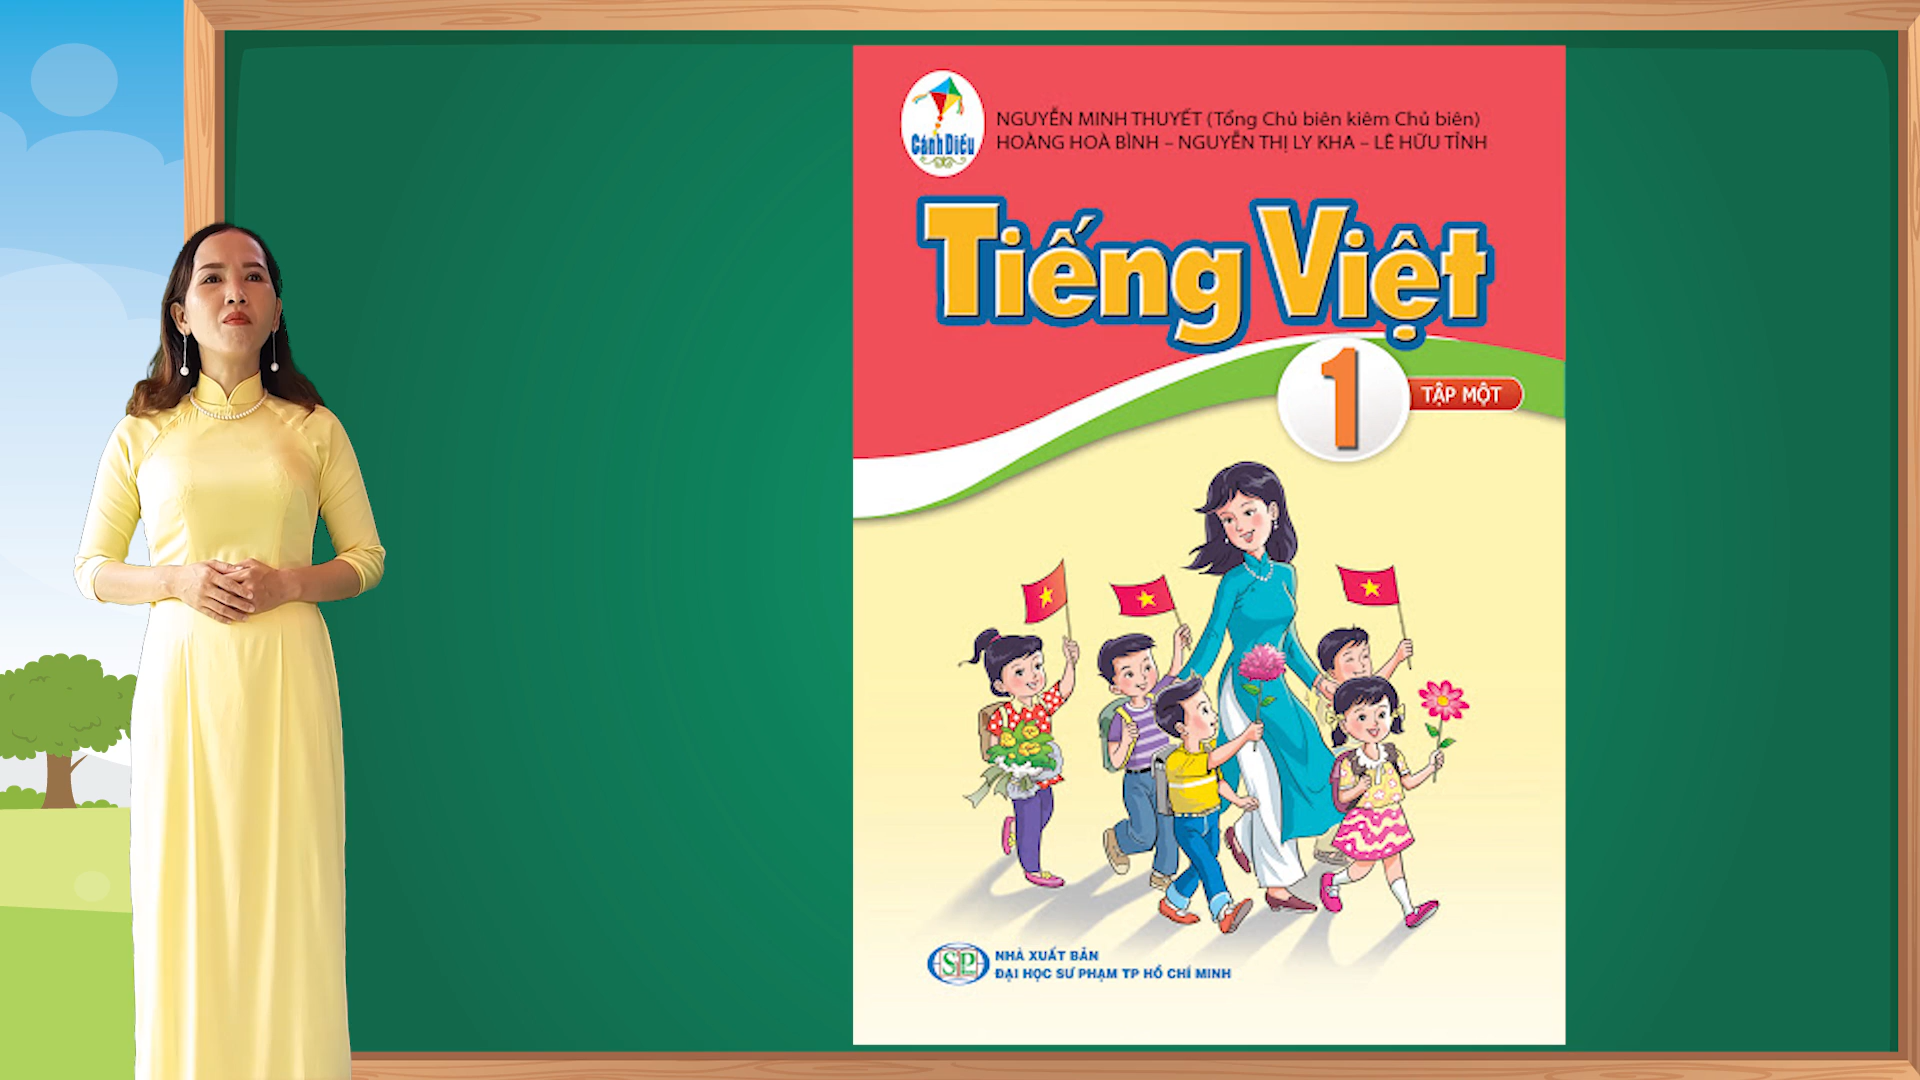 Cánh Diều
NGUYỄN MINH THUYẾT (Tổng Chủ biên kiêm Chủ biên)
HOÀNG HOÀ BÌNH – NGUYỄN THỊ LY KHA – LÊ HỮU TỈNH
Tiếng Việt
1
TẬP MỘT
SP
NHÀ XUẤT BẢN
ĐẠI HỌC SƯ PHẠM TP HỒ CHÍ MINH